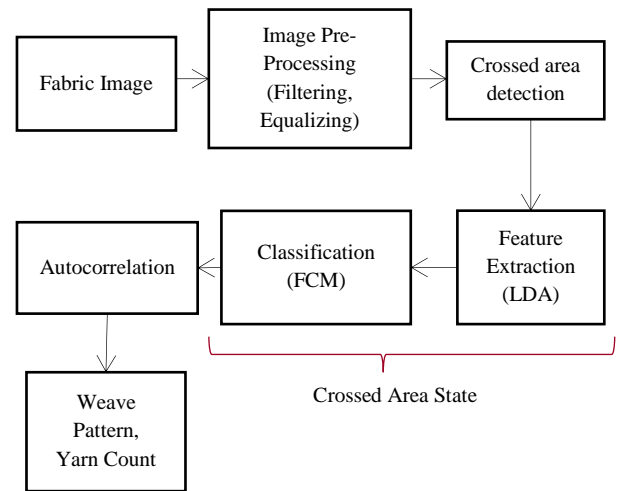 Fabric Image
Image Pre-
Processing
(Filtering,
Equalizing)
Crossed area
detection
Feature
Extraction
(LDA)
Classification
(FCM)
Autocorrelation
Crossed Area State
Weave
Pattern,
Yarn Count